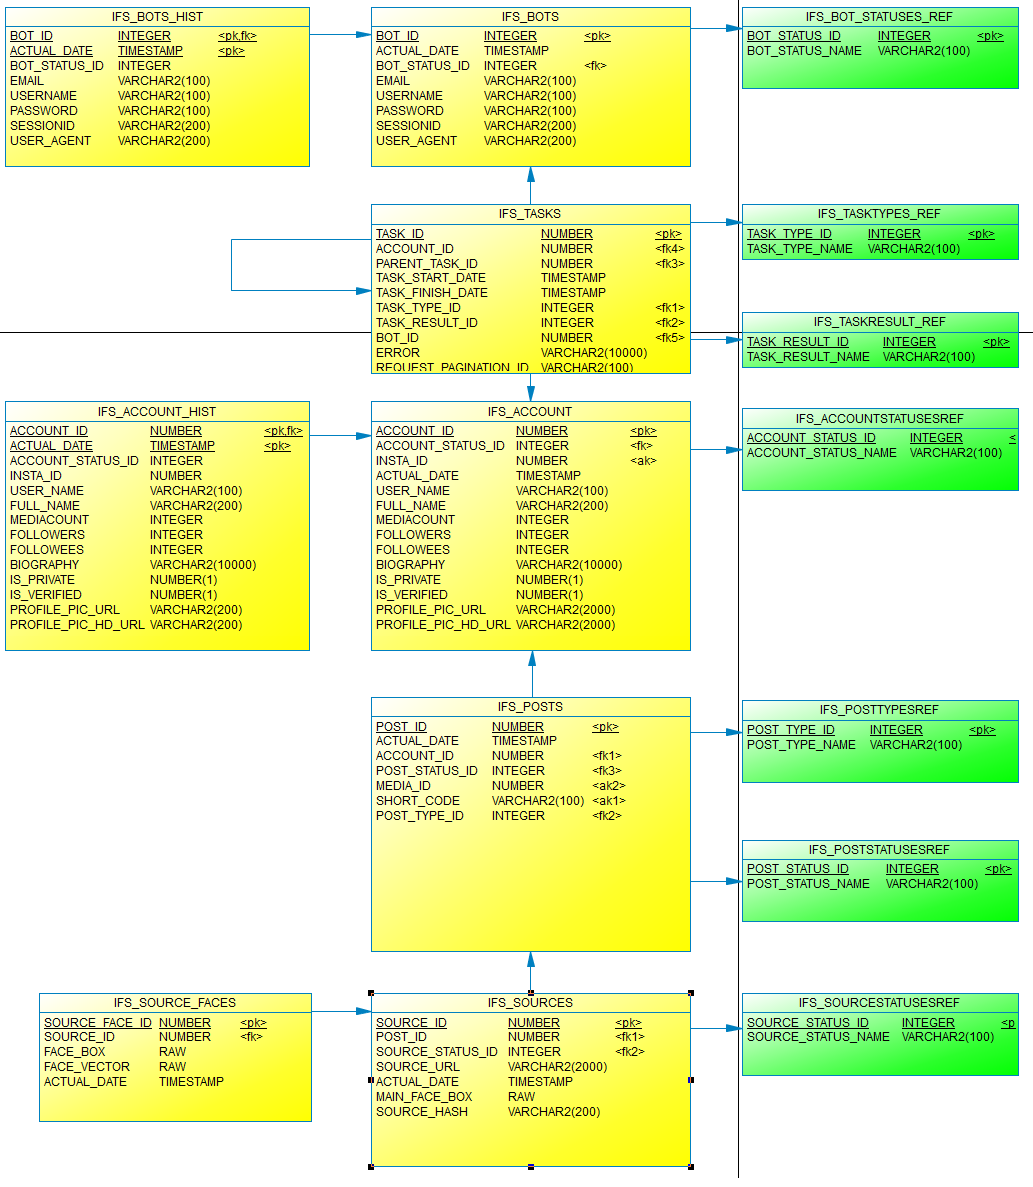 IFS_BOTS_HIST
BOT_ID INTEGER <pk,fk>
ACTUAL_DATE TIMESTAMP <pk>
BOT_STATUS_ID INTEGER
EMAIL VARCHAR2(100)
USERNAME VARCHAR2(100)
PASSWORD VARCHAR2(100)
SESSIONID VARCHAR2(200)
USER_AGENT VARCHAR2(200)
IFS_BOTS
BOT_ID INTEGER <pk>
ACTUAL_DATE TIMESTAMP
BOT_STATUS_ID INTEGER <fk>
EMAIL VARCHAR2(100)
USERNAME VARCHAR2(100)
PASSWORD VARCHAR2(100)
SESSIONID VARCHAR2(200)
USER_AGENT VARCHAR2(200)
IFS_BOT_STATUSES_REF
BOT_STATUS_ID INTEGER <pk>
BOT_STATUS_NAME VARCHAR2(100)
IFS_TASKS
TASK_ID NUMBER <pk>
ACCOUNT_ID NUMBER <fk4>
PARENT_TASK_ID NUMBER <fk3>
TASK_START_DATE TIMESTAMP
TASK_FINISH_DATE TIMESTAMP
TASK_TYPE_ID INTEGER <fk1>
TASK_RESULT_ID INTEGER <fk2>
BOT_ID NUMBER <fk5>
ERROR VARCHAR2(10000)
REQUEST_PAGINATION_ID VARCHAR2(100)
IFS_TASKTYPES_REF
TASK_TYPE_ID INTEGER <pk>
TASK_TYPE_NAME VARCHAR2(100)
IFS_TASKRESULT_REF
TASK_RESULT_ID INTEGER <pk>
TASK_RESULT_NAME VARCHAR2(100)
IFS_ACCOUNT_HIST
ACCOUNT_ID NUMBER <pk,fk>
ACTUAL_DATE TIMESTAMP <pk>
ACCOUNT_STATUS_ID INTEGER
INSTA_ID NUMBER
USER_NAME VARCHAR2(100)
FULL_NAME VARCHAR2(200)
MEDIACOUNT INTEGER
FOLLOWERS INTEGER
FOLLOWEES INTEGER
BIOGRAPHY VARCHAR2(10000)
IS_PRIVATE NUMBER(1)
IS_VERIFIED NUMBER(1)
PROFILE_PIC_URL VARCHAR2(200)
PROFILE_PIC_HD_URL VARCHAR2(200)
IFS_ACCOUNT
ACCOUNT_ID NUMBER <pk>
ACCOUNT_STATUS_ID INTEGER <fk>
INSTA_ID NUMBER <ak>
ACTUAL_DATE TIMESTAMP
USER_NAME VARCHAR2(100)
FULL_NAME VARCHAR2(200)
MEDIACOUNT INTEGER
FOLLOWERS INTEGER
FOLLOWEES INTEGER
BIOGRAPHY VARCHAR2(10000)
IS_PRIVATE NUMBER(1)
IS_VERIFIED NUMBER(1)
PROFILE_PIC_URL VARCHAR2(2000)
PROFILE_PIC_HD_URL VARCHAR2(2000)
IFS_ACCOUNTSTATUSESREF
ACCOUNT_STATUS_ID INTEGER <
ACCOUNT_STATUS_NAME VARCHAR2(100)
IFS_POSTS
POST_ID NUMBER <pk>
ACTUAL_DATE TIMESTAMP
ACCOUNT_ID NUMBER <fk1>
POST_STATUS_ID INTEGER <fk3>
MEDIA_ID NUMBER <ak2>
SHORT_CODE VARCHAR2(100) <ak1>
POST_TYPE_ID INTEGER <fk2>
IFS_POSTTYPESREF
POST_TYPE_ID INTEGER <pk>
POST_TYPE_NAME VARCHAR2(100)
IFS_POSTSTATUSESREF
POST_STATUS_ID INTEGER <pk>
POST_STATUS_NAME VARCHAR2(100)
IFS_SOURCE_FACES
SOURCE_FACE_ID NUMBER <pk>
SOURCE_ID NUMBER <fk>
FACE_BOX RAW
FACE_VECTOR RAW
ACTUAL_DATE TIMESTAMP
IFS_SOURCES
SOURCE_ID NUMBER <pk>
POST_ID NUMBER <fk1>
SOURCE_STATUS_ID INTEGER <fk2>
SOURCE_URL VARCHAR2(2000)
ACTUAL_DATE TIMESTAMP
MAIN_FACE_BOX RAW
SOURCE_HASH VARCHAR2(200)
IFS_SOURCESTATUSESREF
SOURCE_STATUS_ID INTEGER <p
SOURCE_STATUS_NAME VARCHAR2(100)